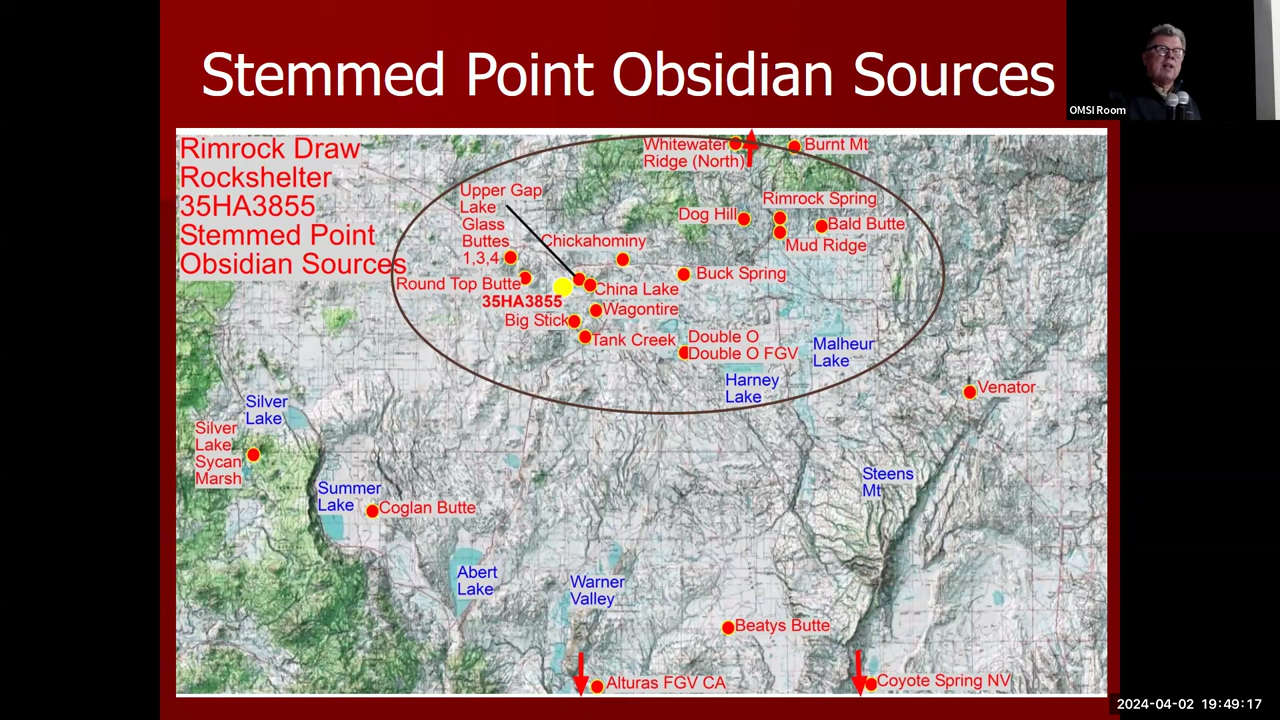 Stemmed Point Obsidian Sources
OMSI Room
Rimrock Draw
Rockshelter
35HA3855
Stemmed Point
Obsidian Sources
Whitewater
Ridge (North)
Burnt Mt
Upper Gap
Lake
Glass
Buttes
1,3,4
Rimrock Spring
Dog Hill
Bald Butte
Mud Ridge
Chickahominy
Buck Spring
Round Top Butte
China Lake
35HA3855
Wagontire
Big Stick
Tank Creek
Double O
Double O FGV
Malheur
Lake
Harney
Lake
Venator
Silver
Lake
Silver
Lake
Sycan
Marsh
Steens
Mt
Summer
Lake
Coglan Butte
Abert
Lake
Warner
Valley
Beatys Butte
Alturas FGV CA
Coyote Spring NV
2024-04-02 19:49:17